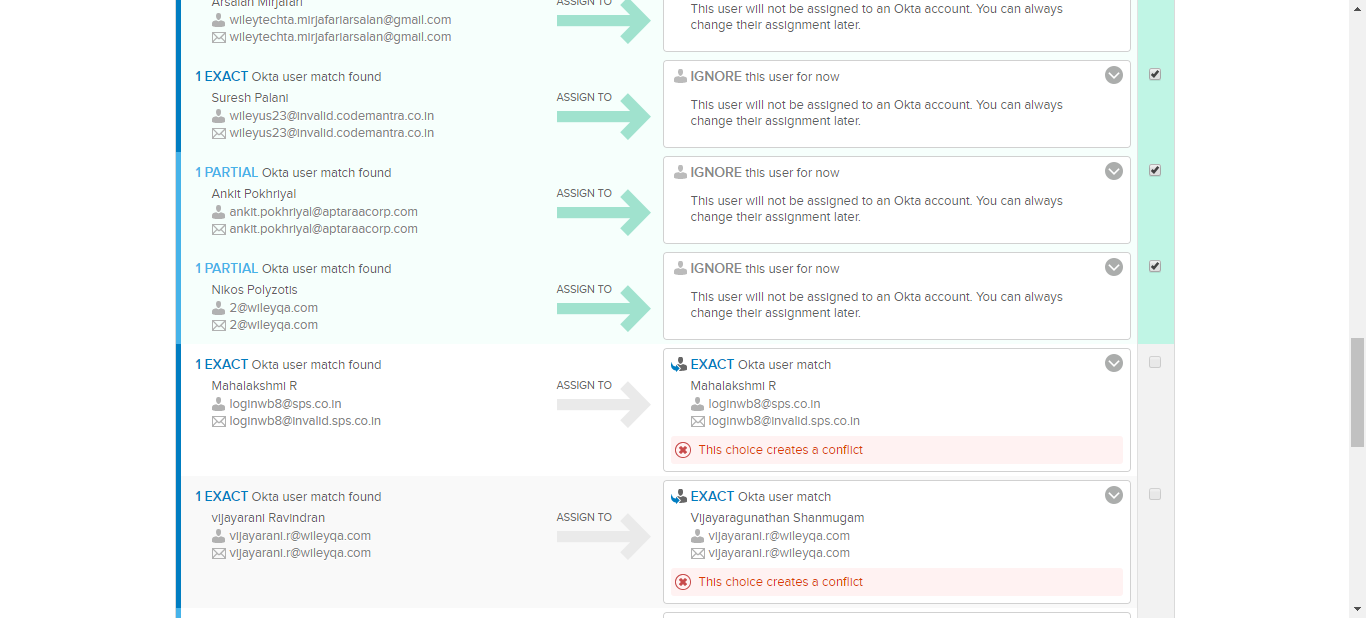 Arsalan Mirjafari
wileytechta.mirjafariarsalan@gmail.com
wileytechta.mirjafariarsalan@gmail.com
ASSIGN TO
This user will not be assigned to an Okta account. You can always
change their assignment later.
1 EXACT Okta user match found
Suresh Palani
wileyus23@invalid.codemantra.co.in
wileyus23@invalid.codemantra.co.in
ASSIGN TO
IGNORE this user for now
This user will not be assigned to an Okta account. You can always
change their assignment later.
1 PARTIAL Okta user match found
Ankit Pokhriyal
ankit.pokhriyal@aptaraacorp.com
ankit.pokhriyal@aptaraacorp.com
ASSIGN TO
IGNORE this user for now
This user will not be assigned to an Okta account. You can always
change their assignment later.
1 PARTIAL Okta user match found
Nikos Polyzotis
2@wileyqa.com
2@wileyqa.com
ASSIGN TO
IGNORE this user for now
This user will not be assigned to an Okta account. You can always
change their assignment later.
1 EXACT Okta user match found
Mahalakshmi R
loginwb8@sps.co.in
loginwb8@invalid.sps.co.in
ASSIGN TO
EXACT Okta user match
Mahalakshmi R
loginwb8@sps.co.in
loginwb8@invalid.sps.co.in
This choice creates a conflict
1 EXACT Okta user match found
vijayarani Ravindran
vijayarani.r@wileyqa.com
vijayarani.r@wileyqa.com
ASSIGN TO
EXACT Okta user match
Vijayaragunathan Shanmugam
vijayarani.r@wileyqa.com
vijayarani.r@wileyqa.com
This choice creates a conflict